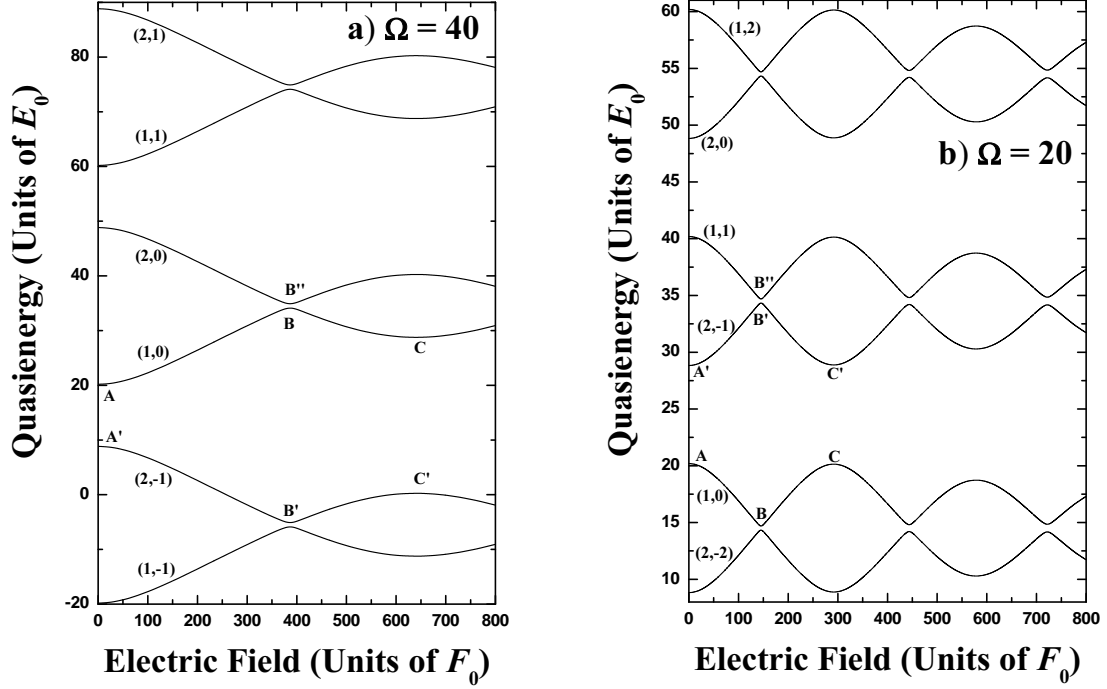 a) Ω = 40
Quasienergy (Units of E0)
80
60
40
20
0
-20
(2,1)
(1,1)
(2,0)
B''
B
(1,0)
C
A
A'
(2,-1)
B'
C'
(1,-1)
0 100 200 300 400 500 600 700 800
Electric Field (Units of F0)
b) Ω = 20
Quasienergy (Units of E0)
60
55
50
45
40
35
30
25
20
15
10
(1,2)
(2,0)
(1,1)
B''
(2,-1)
B'
A'
C'
A
C
(1,0)
B
(2,-2)
0 100 200 300 400 500 600 700 800
Electric Field (Units of F0)